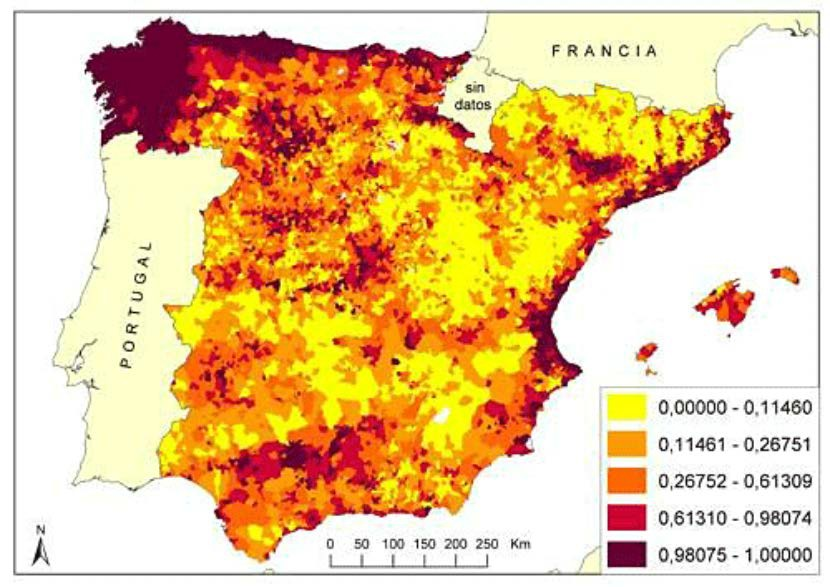 FRANCIA
sin
datos
PORTUGAL
0,00000 - 0,11460
0,11461 - 0,26751
0,26752 - 0,61309
0,61310 - 0,98074
0,98075 - 1,00000
N
0 50 100 150 200 250 Km